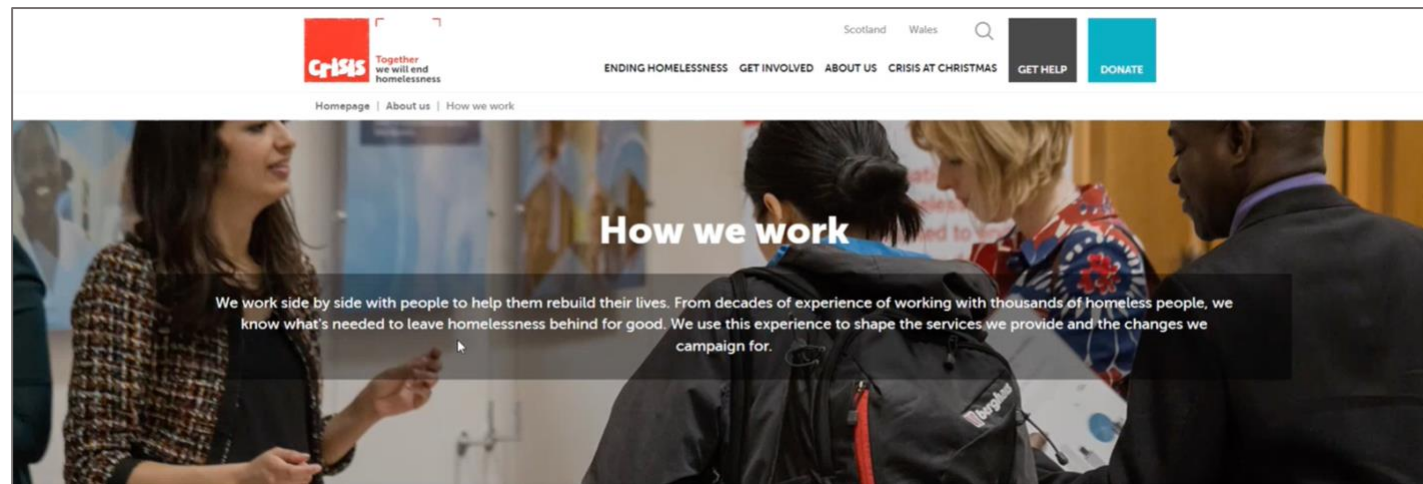 Scotland Wales
crisis
Together
we will end
homelessness
ENDING HOMELESSNESS GET INVOLVED ABOUT US CRISIS AT CHRISTMAS GET HELP DONATE
Homepage | About us | How we work
How we work
We work side by side with people to help them rebuild their lives. From decades of experience of working with thousands of homeless people, we
know what's needed to leave homelessness behind for good. We use this experience to shape the services we provide and the changes we
campaign for.
berghaus